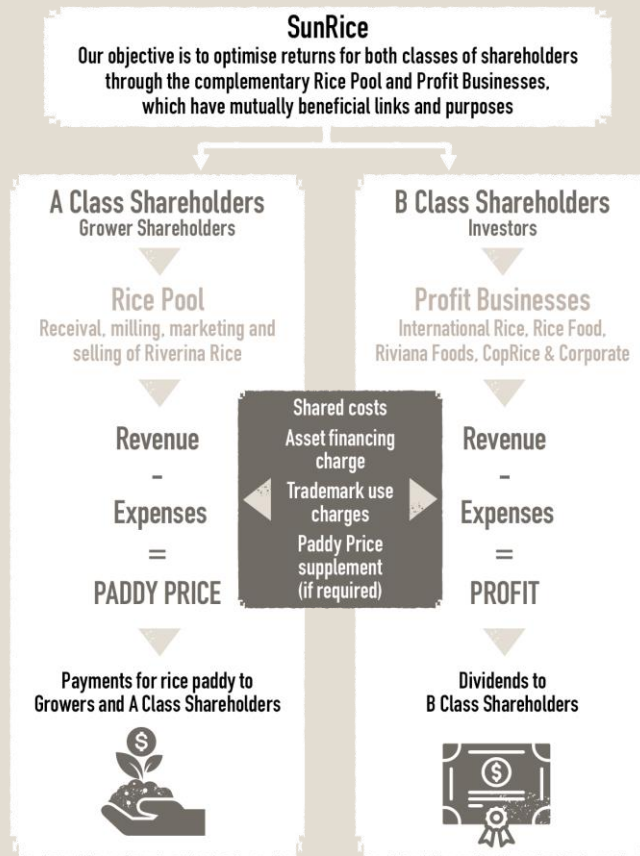 SunRice
Our objective is to optimise returns for both classes of shareholders
through the complementary Rice Pool and Profit Businesses,
which have mutually beneficial links and purposes
A Class Shareholders
Grower Shareholders
Rice Pool
Receival, milling, marketing and
selling of Riverina Rice
Revenue
-
Expenses
=
PADDY PRICE
Payments for rice paddy to
Growers and A Class Shareholders
$
Shared costs
Asset financing
charge
Trademark use
charges
Paddy Price
supplement
(if required)
B Class Shareholders
Investors
Profit Businesses
International Rice, Rice Food,
Riviana Foods, CopRice & Corporate
Revenue
-
Expenses
=
PROFIT
Dividends to
B Class Shareholders
$